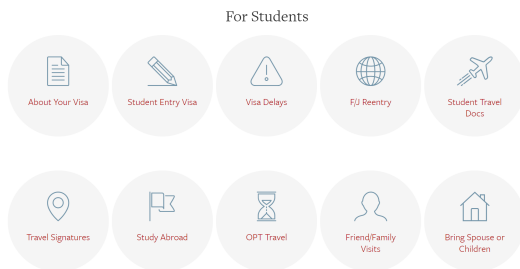 For Students
About Your Visa
Student Entry Visa
Visa Delays
F/J Reentry
Student Travel
Docs
Travel Signatures
Study Abroad
OPT Travel
Friend/Family
Visits
Bring Spouse or
Children